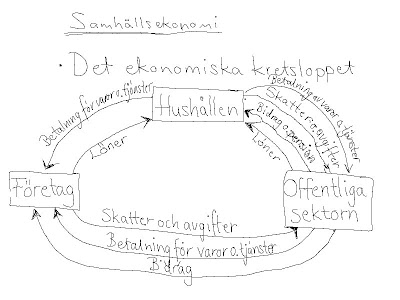 Samhällsekonomi
· Det ekonomiska kretsloppet
Betalning för varor o. tjänster
Löner
Hushållen
Betalning av varor o. tjänster
Skatter o. avgifter
Bidrag o. pension
Löner
Företag
Offentliga
sektorn
Skatter och avgifter
Betalning för varor o. tjänster
Bidrag